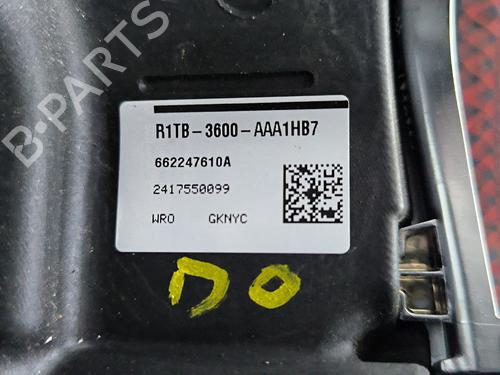 R1TB-3600-AAA1HB7
662247610A
2417550099
WRO GKNYC
DO
B-PARTS